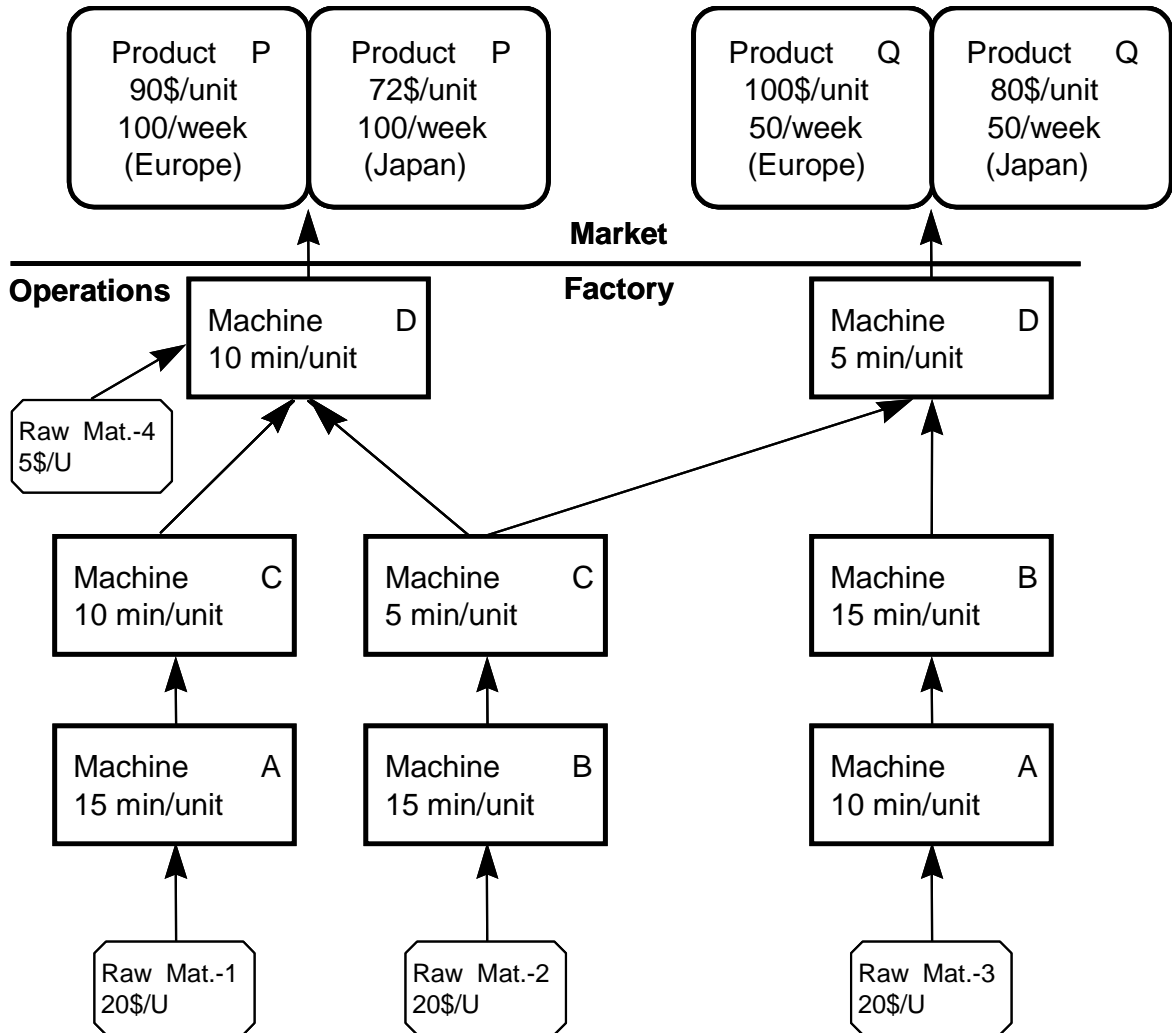 Product P
90$/unit
100/week
(Europe)
Product P
72$/unit
100/week
(Japan)
Product Q
100$/unit
50/week
(Europe)
Product Q
80$/unit
50/week
(Japan)
Market
Operations
Factory
Machine D
10 min/unit
Machine D
5 min/unit
Raw Mat.-4
5$/U
Machine C
10 min/unit
Machine C
5 min/unit
Machine B
15 min/unit
Machine A
15 min/unit
Machine B
15 min/unit
Machine A
10 min/unit
Raw Mat.-1
20$/U
Raw Mat.-2
20$/U
Raw Mat.-3
20$/U